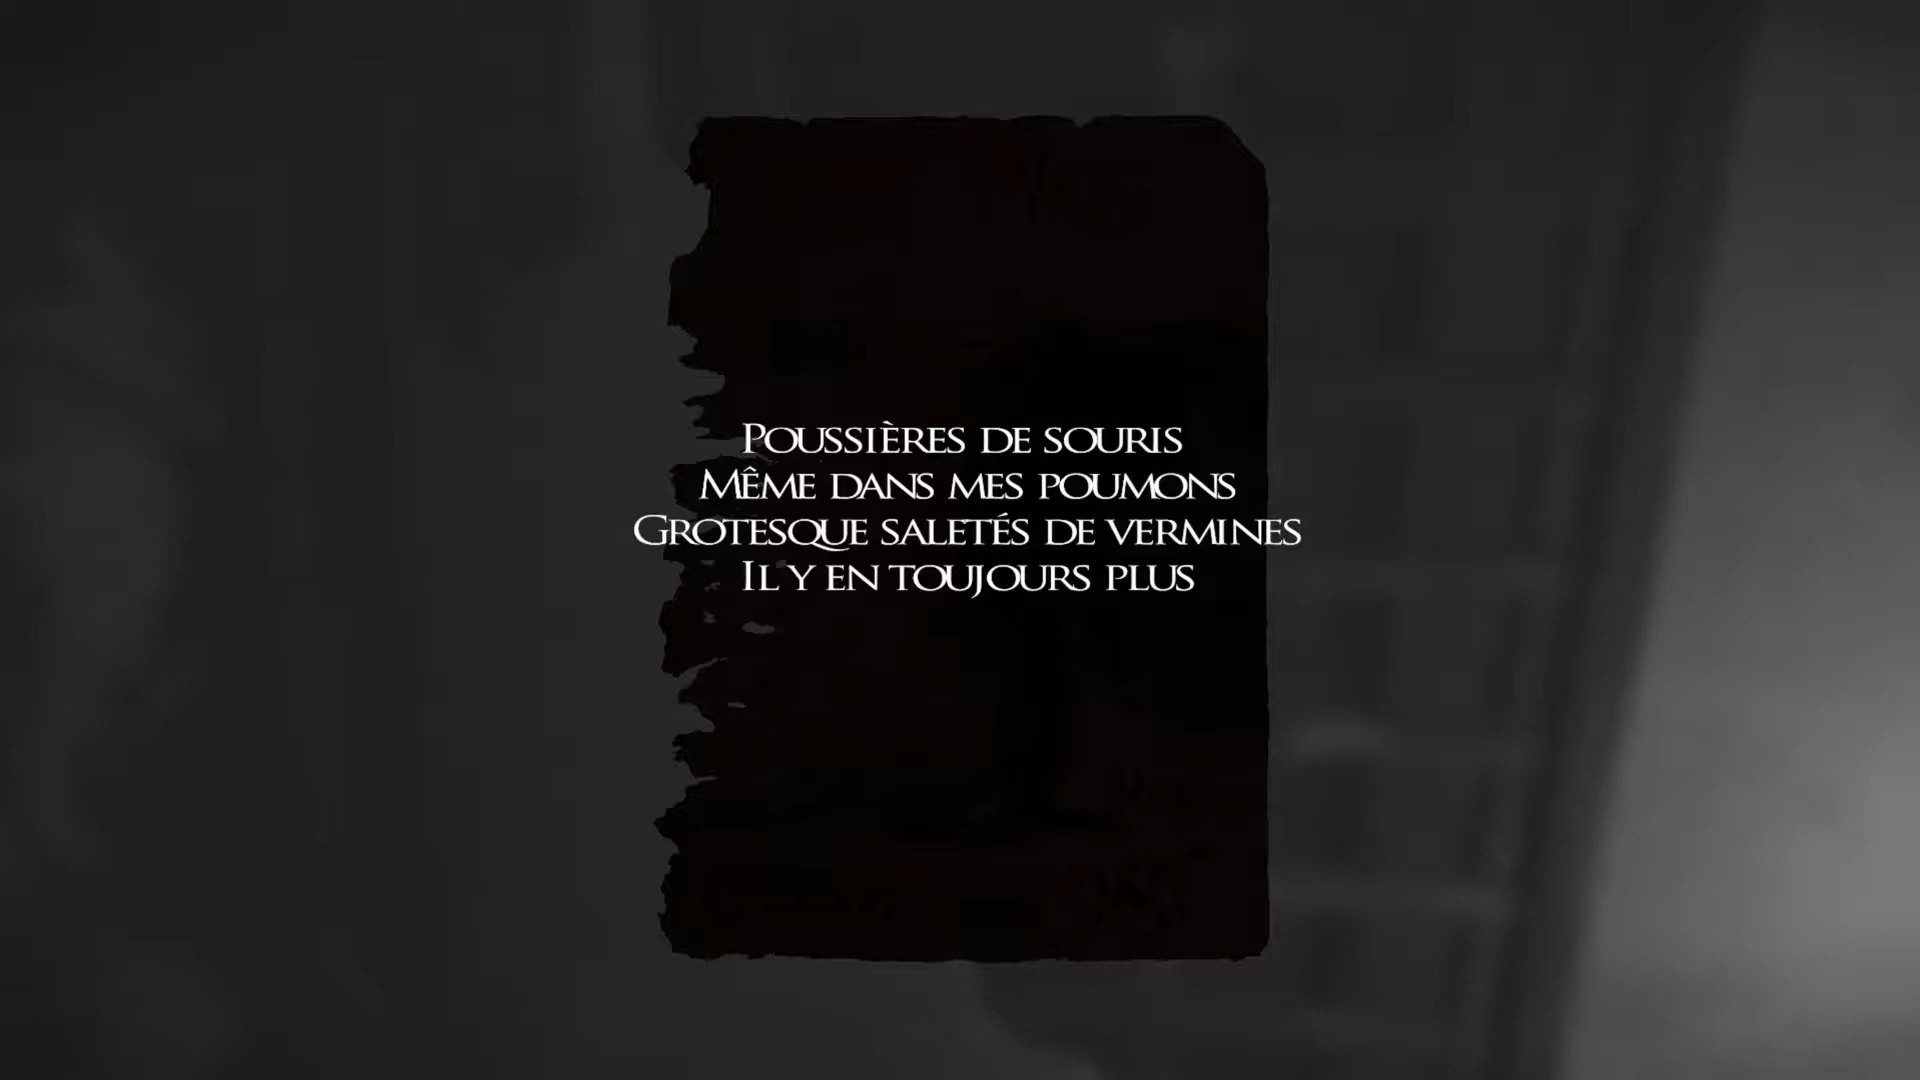 Poussières de souris
Même dans mes poumons
Grotesque saletés de vermines
Il y en toujours plus